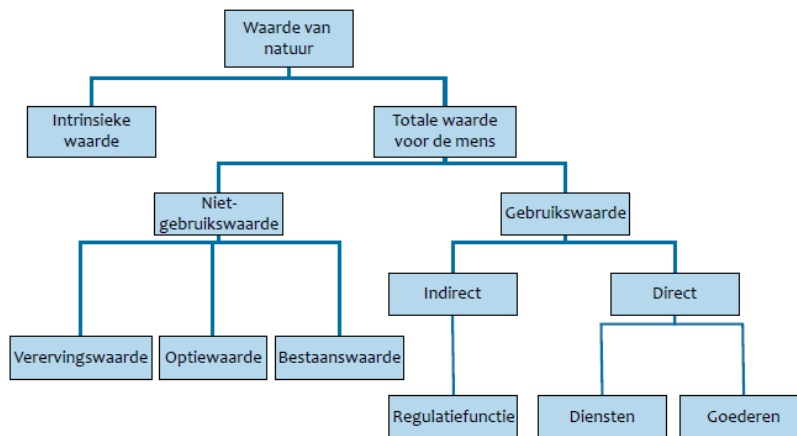 Waarde van
natuur
Intrinsieke
waarde
Totale waarde
voor de mens
Niet-
gebruikswaarde
Gebruikswaarde
Indirect
Direct
Verervingswaarde
Optiewaarde
Bestaanswaarde
Regulatiefunctie
Diensten
Goederen